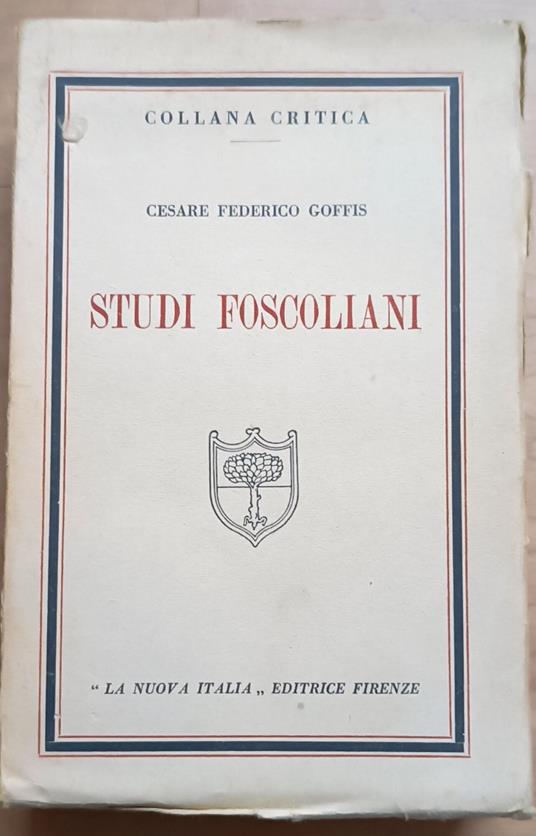 COLLANA CRITICA
CESARE FEDERICO GOFFIS
STUDI FOSCOLIANI
“ LA NUOVA ITALIA „ EDITRICE FIRENZE